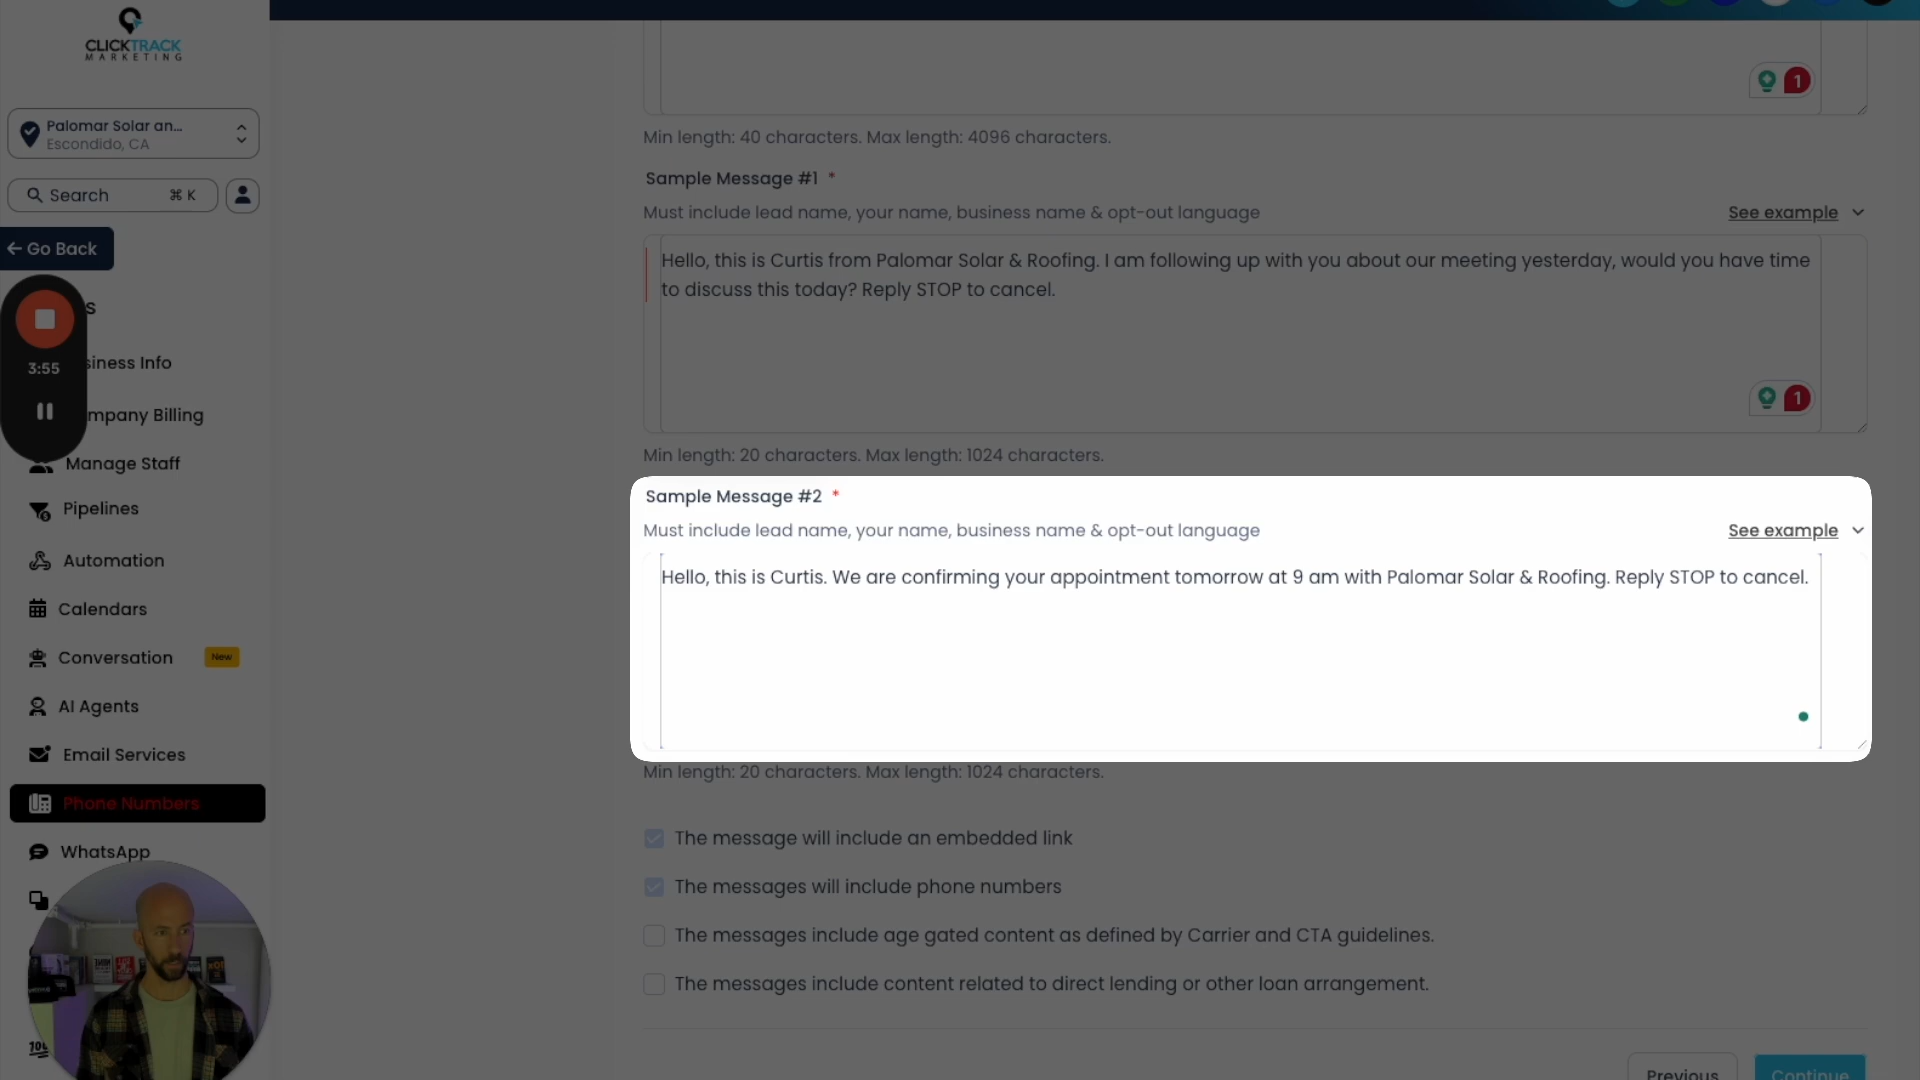 CLICKTRACK
MARKETING
Palomar Solar an...
Escondido, CA
Search ⌘ K
← Go Back
3:55
siness Info
mpany Billing
Manage Staff
Pipelines
Automation
Calendars
Conversation New
AI Agents
Email Services
Phone Numbers
WhatsApp
1
Min length: 40 characters. Max length: 4096 characters.
Sample Message #1 *
Must include lead name, your name, business name & opt-out language
See example
Hello, this is Curtis from Palomar Solar & Roofing. I am following up with you about our meeting yesterday, would you have time
to discuss this today? Reply STOP to cancel.
1
Min length: 20 characters. Max length: 1024 characters.
Sample Message #2 *
Must include lead name, your name, business name & opt-out language
See example
Hello, this is Curtis. We are confirming your appointment tomorrow at 9 am with Palomar Solar & Roofing. Reply STOP to cancel.
Min length: 20 characters. Max length: 1024 characters.
The message will include an embedded link
The messages will include phone numbers
The messages include age gated content as defined by Carrier and CTA guidelines.
The messages include content related to direct lending or other loan arrangement.
Previous
Continue